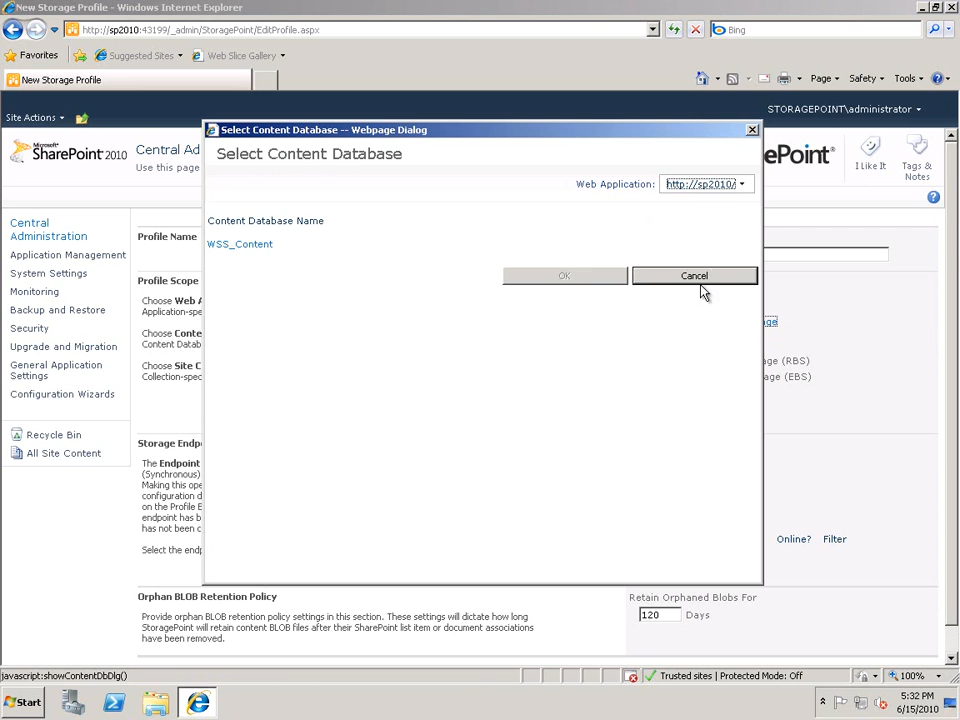 New Storage Profile - Windows Internet Explorer
http://sp2010:43199/_admin/StoragePoint/EditProfile.aspx
Bing
Favorites
Suggested Sites
Web Slice Gallery
New Storage Profile
Page
Safety
Tools
STORAGEPOINT\administrator
Site Actions
Microsoft
SharePoint 2010
Central Ad
Use this page
ePoint
I Like It
Tags &
Notes
Select Content Database -- Webpage Dialog
Select Content Database
Web Application:
http://sp2010/
Content Database Name
WSS_Content
OK
Cancel
Central
Administration
Application Management
System Settings
Monitoring
Backup and Restore
Security
Upgrade and Migration
General Application
Settings
Configuration Wizards
Recycle Bin
All Site Content
Profile Name
Profile Scope
Choose Web A
Application-spe
Choose Conte
Content Datab
Choose Site C
Collection-spec
ge
age (RBS)
age (EBS)
Storage Endp
The Endpoint
(Synchronous)
Making this ope
configuration d
on the Profile E
endpoint has b
has not been c
Select the endp
Online? Filter
Orphan BLOB Retention Policy
Provide orphan BLOB retention policy settings in this section. These settings will dictate how long
StoragePoint will retain content BLOB files after their SharePoint list item or document associations
have been removed.
Retain Orphaned Blobs For
120 Days
javascript:showContentDbDlg()
Trusted sites | Protected Mode: Off
100%
Start
5:32 PM
6/15/2010